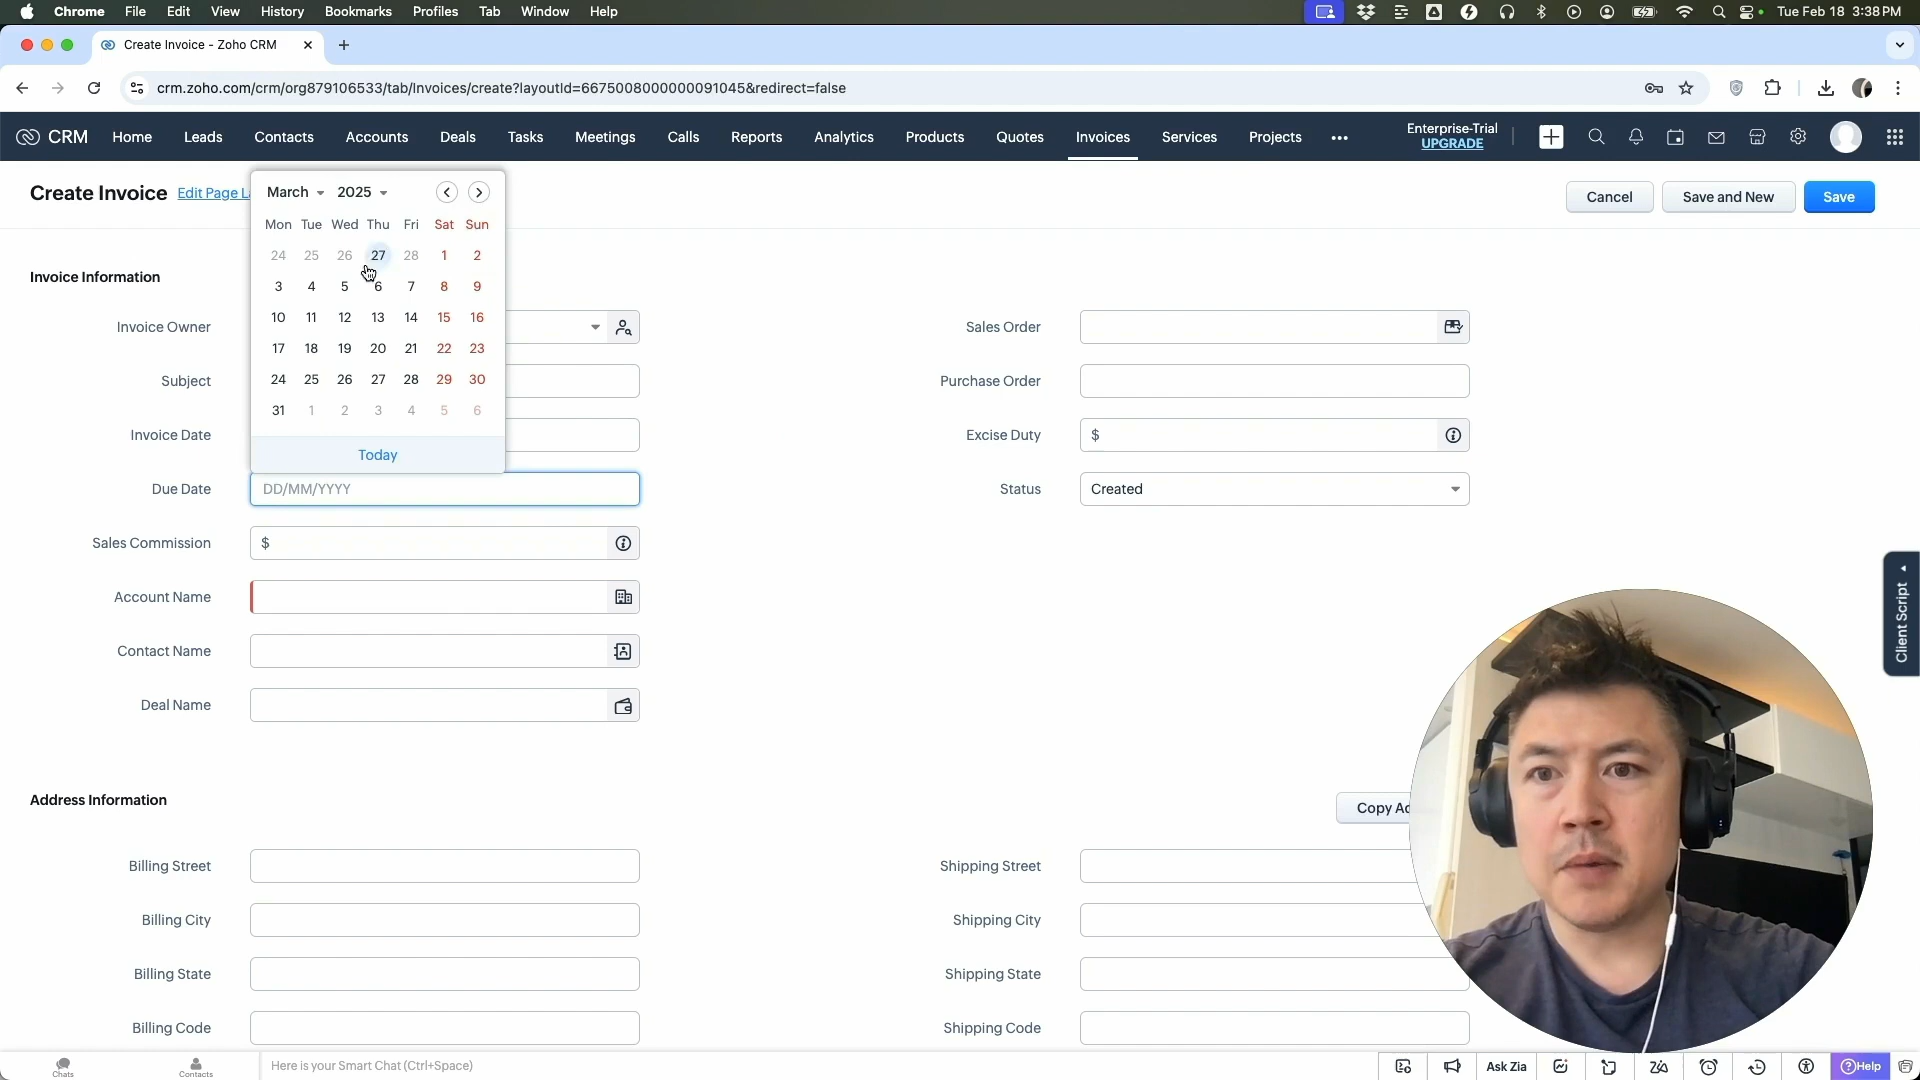 Chrome File Edit View History Bookmarks Profiles Tab Window Help Tue Feb 18 3:38 PM
Create Invoice - Zoho CRM
crm.zoho.com/crm/org879106533/tab/Invoices/create?layoutId=6675008000000091045&redirect=false
CRM Home Leads Contacts Accounts Deals Tasks Meetings Calls Reports Analytics Products Quotes Invoices Services Projects ••• Enterprise-Trial
UPGRADE
Create Invoice Edit Page La
Cancel Save and New Save
March 2025
Mon Tue Wed Thu Fri Sat Sun
24 25 26 27 28 1 2
3 4 5 6 7 8 9
10 11 12 13 14 15 16
17 18 19 20 21 22 23
24 25 26 27 28 29 30
31 1 2 3 4 5 6
Today
Invoice Information
Invoice Owner
Sales Order
Subject
Purchase Order
Invoice Date
Excise Duty $
Due Date DD/MM/YYYY
Status Created
Sales Commission $
Account Name
Contact Name
Deal Name
Client Script
Address Information
Copy Ad
Billing Street
Shipping Street
Billing City
Shipping City
Billing State
Shipping State
Billing Code
Shipping Code
Chats
Contacts
Here is your Smart Chat (Ctrl+Space)
Ask Zia
Help